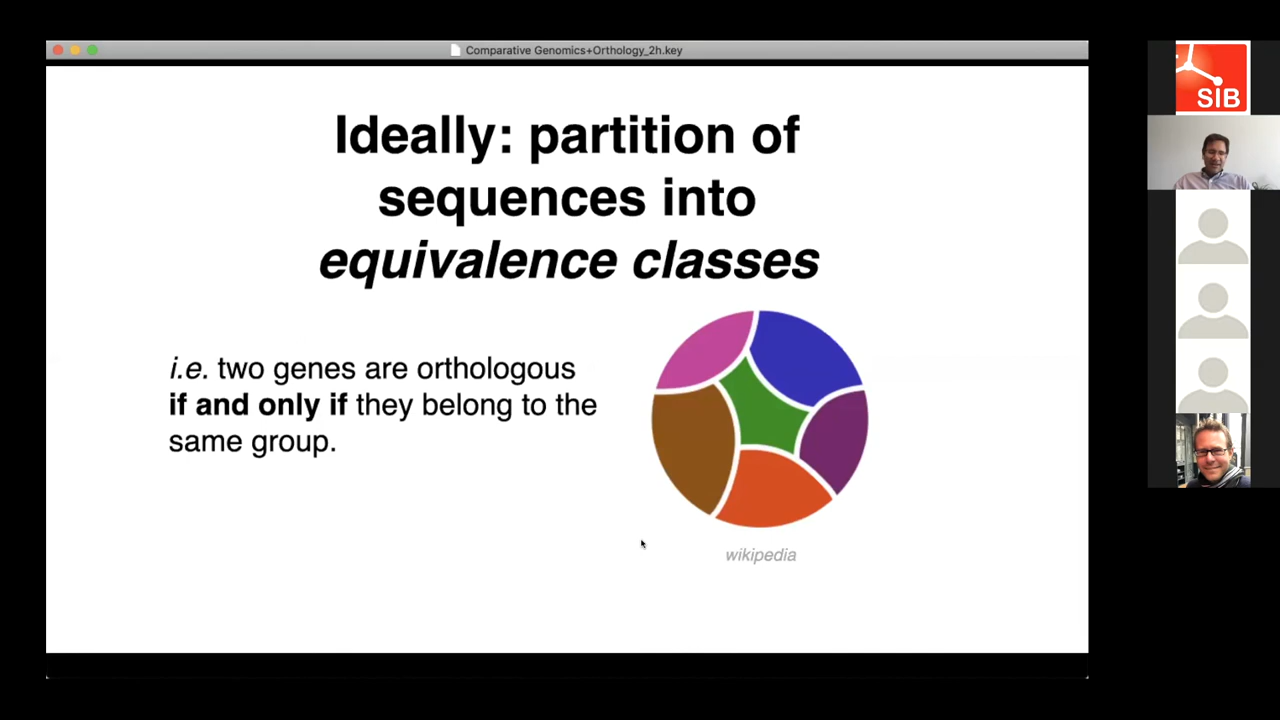 Comparative Genomics+Orthology_2h.key
SIB
Ideally: partition of
sequences into
equivalence classes
i.e. two genes are orthologous
if and only if they belong to the
same group.
wikipedia